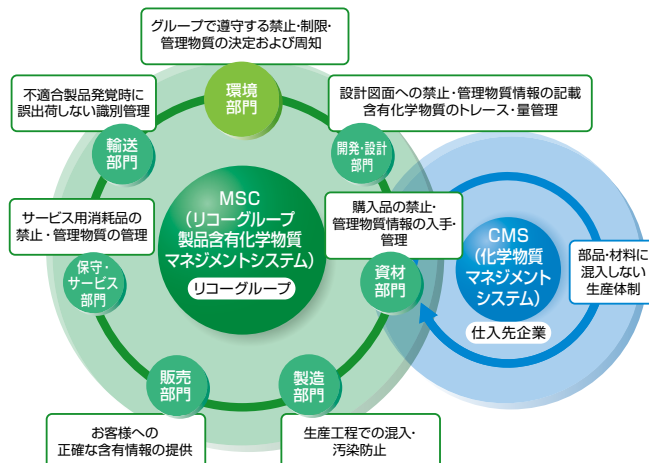 グループで遵守する禁止・制限・
管理物質の決定および周知
環境
部門
不適合製品発覚時に
誤出荷しない識別管理
輸送
部門
設計図面への禁止・管理物質情報の記載
含有化学物質のトレース・量管理
開発・設計
部門
MSC
(リコーグループ
製品含有化学物質
マネジメントシステム)
リコーグループ
購入品の禁止・
管理物質情報の入手・
管理
資材
部門
サービス用消耗品の
禁止・管理物質の管理
保守・
サービス
部門
CMS
(化学物質
マネジメント
システム)
仕入先企業
部品・材料に
混入しない
生産体制
販売
部門
お客様への
正確な含有情報の提供
製造
部門
生産工程での混入・
汚染防止